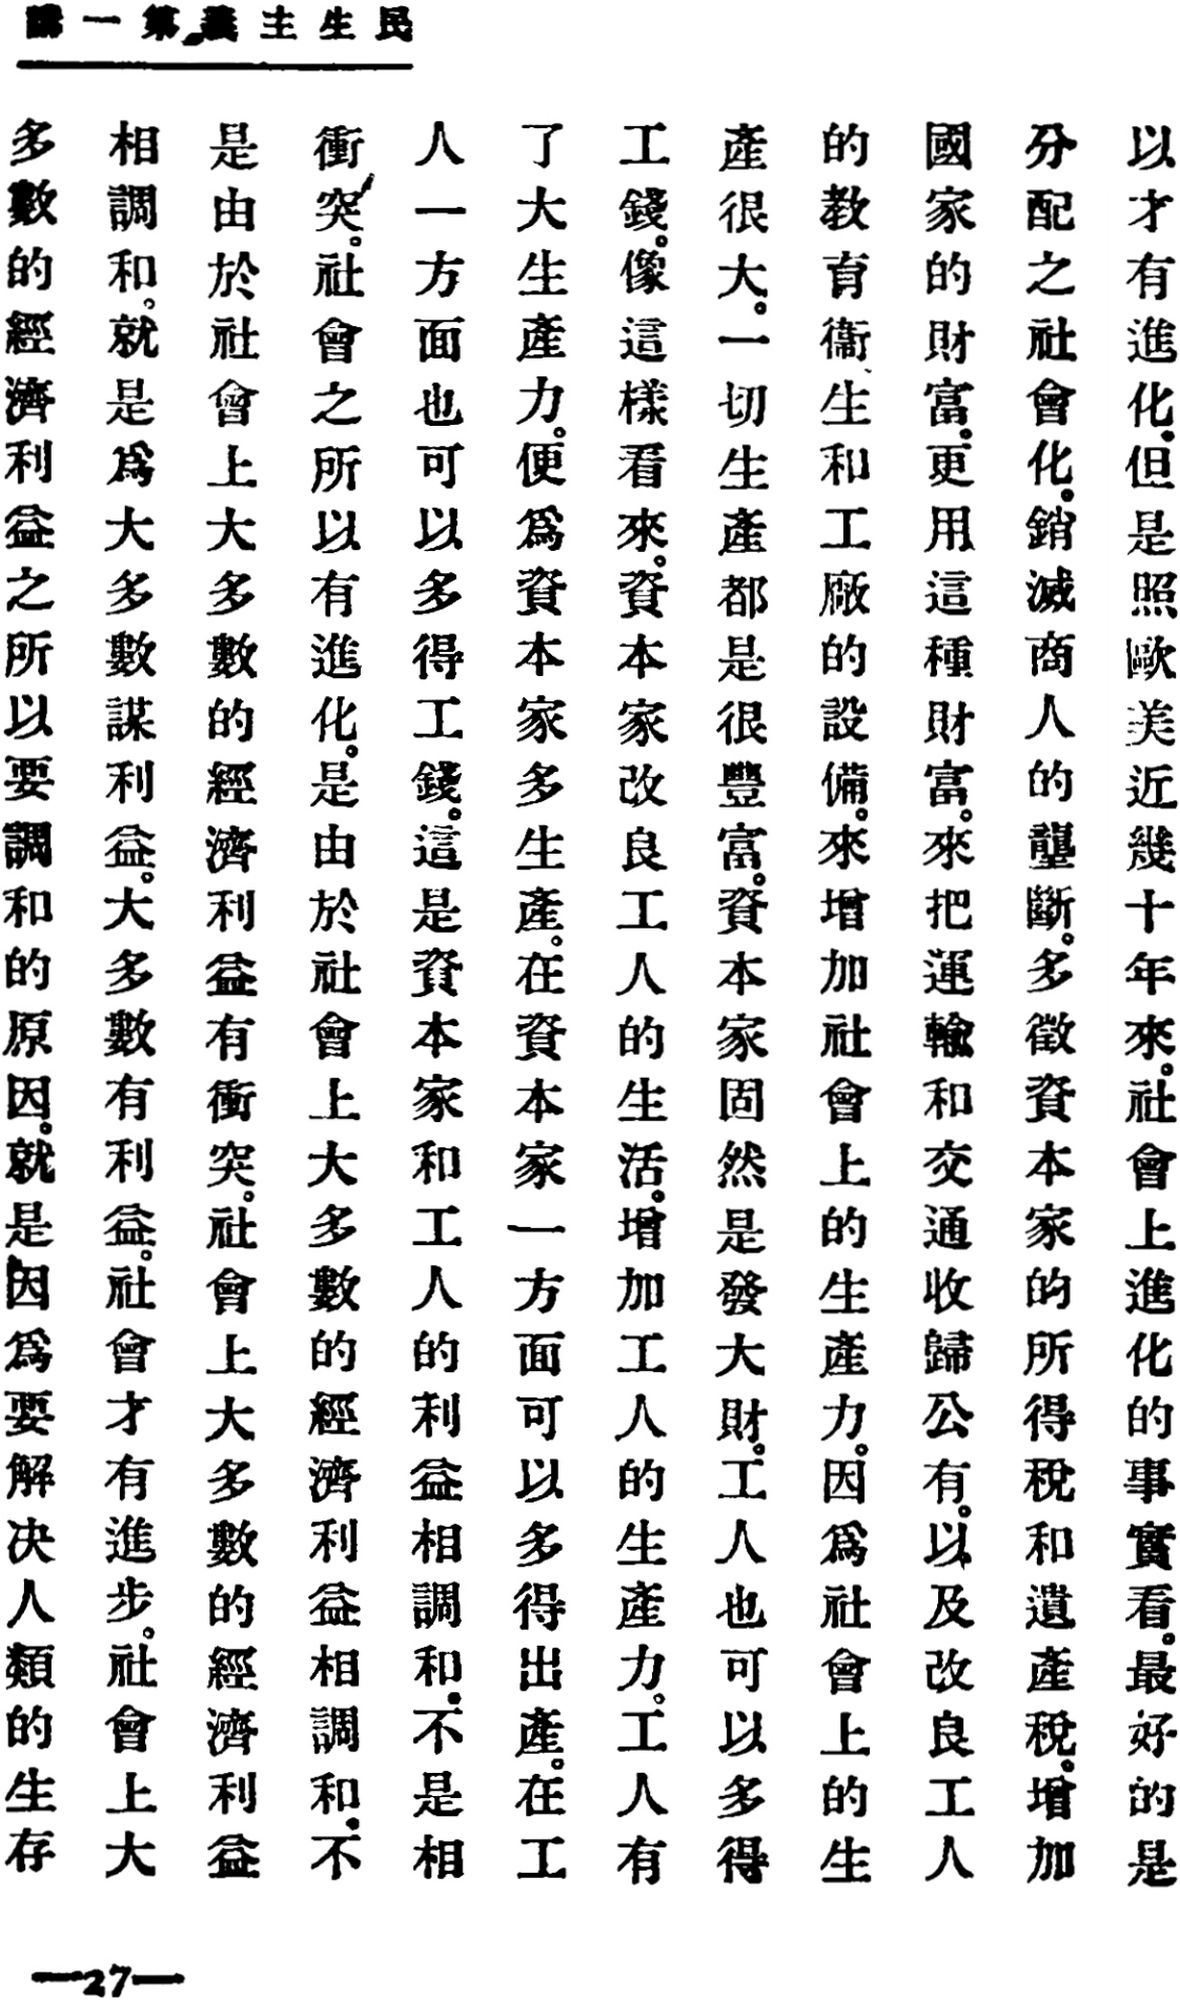 民生主義第一講
以才有進化。但是照歐美近幾十年來。社會上進化的事實看。最好的是
分配之社會化。銷滅商人的壟斷。多徵資本家的所得稅和遺產稅。增加
國家的財富。更用這種財富。來把運輸和交通收歸公有。以及改良工人
的教育衞生和工廠的設備。來增加社會上的生產力。因爲社會上的生
產很大。一切生產都是很豐富。資本家固然是發大財。工人也可以多得
工錢。像這樣看來。資本家改良工人的生活。增加工人的生產力。工人有
了大生產力。便爲資本家多生產。在資本家一方面可以多得出產。在工
人一方面也可以多得工錢。這是資本家和工人的利益相調和。不是相
衝突。社會之所以有進化。是由於社會上大多數的經濟利益相調和。不
是由於社會上大多數的經濟利益有衝突。社會上大多數的經濟利益
相調和。就是爲大多數謀利益。大多數有利益。社會才有進步。社會上大
多數的經濟利益之所以要調和的原因。就是因爲要解决人類的生存
—27—